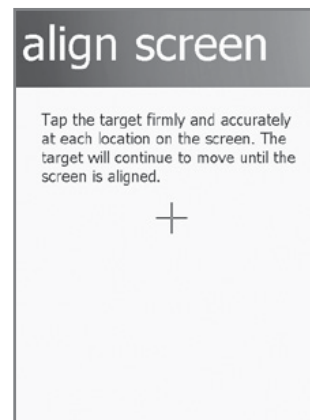 align screen
Tap the target firmly and accurately
at each location on the screen. The
target will continue to move until the
screen is aligned.